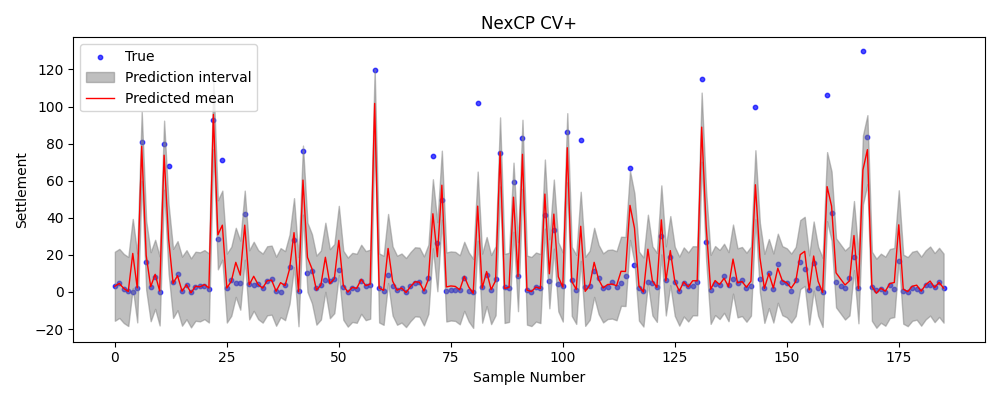 NexCP CV+
True
Prediction interval
Predicted mean
Settlement
120
100
80
60
40
20
0
−20
0
25
50
75
100
125
150
175
Sample Number